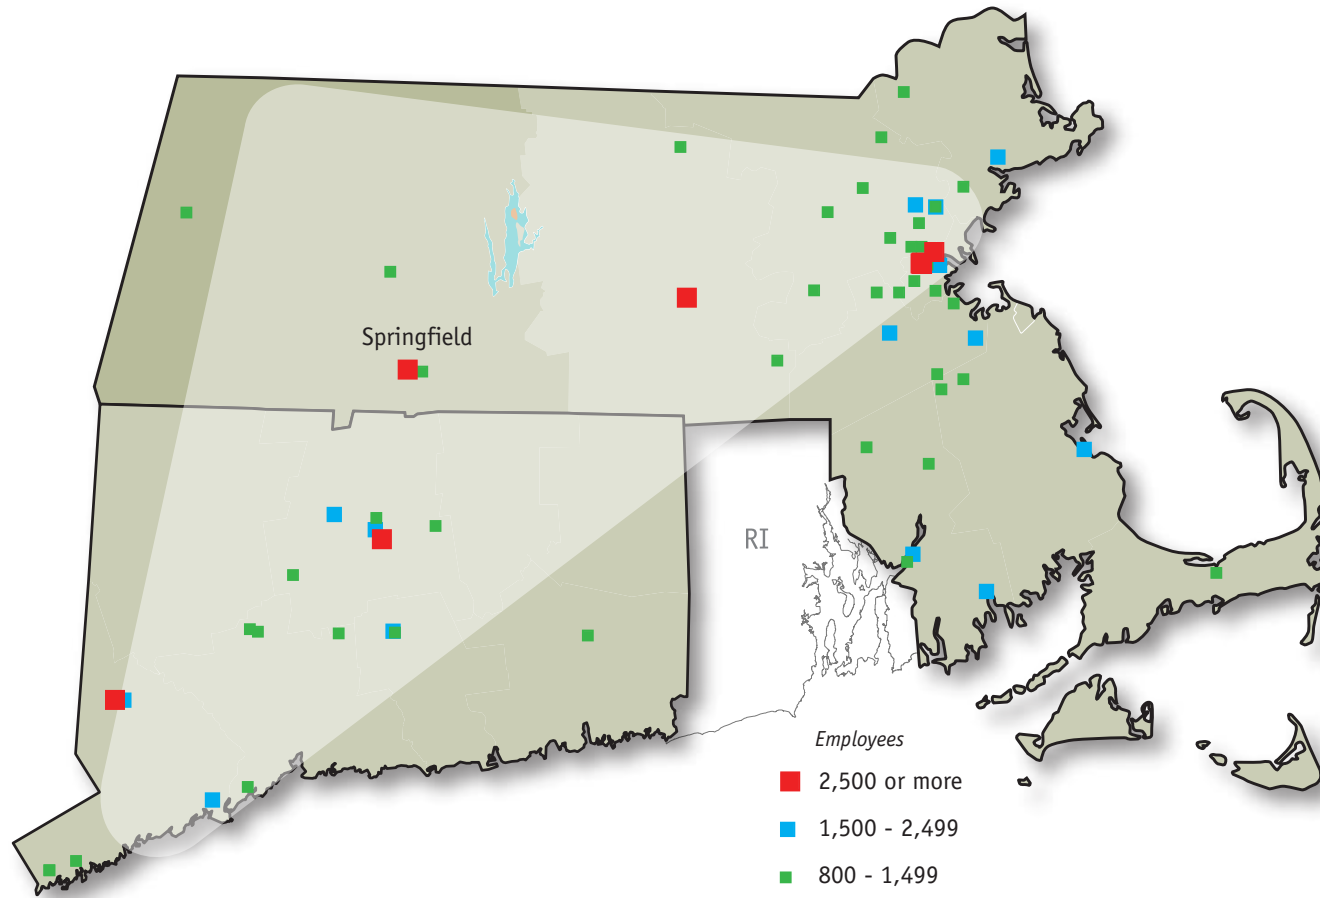 Springfield
RI
Employees
2,500 or more
1,500 - 2,499
800 - 1,499